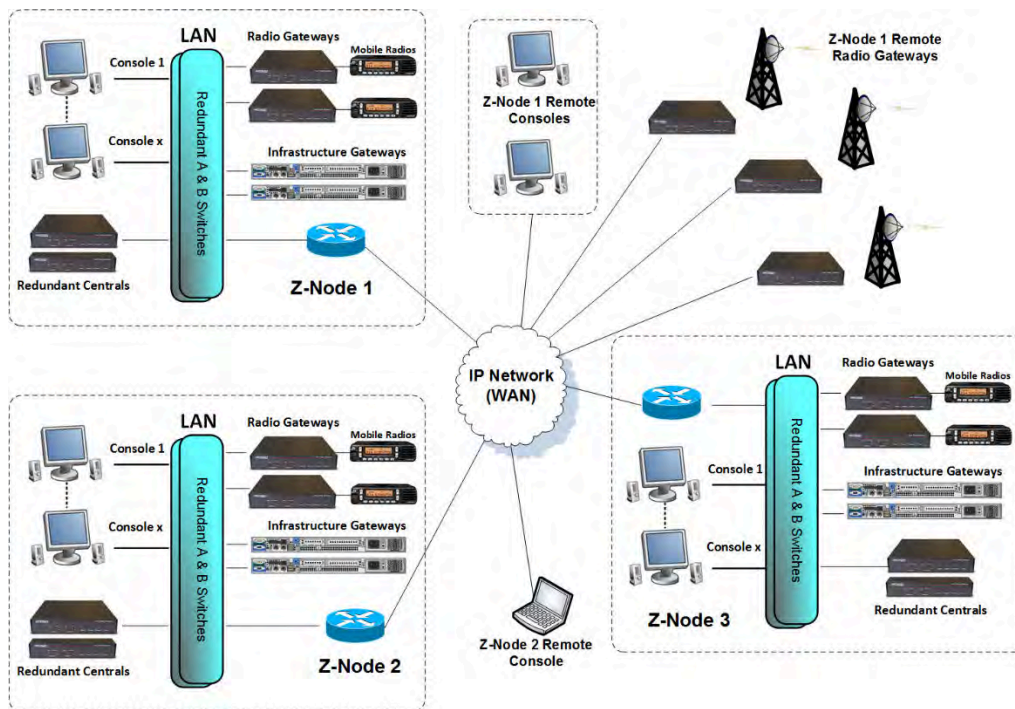 LAN
Console 1
Console x
Redundant A & B Switches
Radio Gateways
Mobile Radios
Infrastructure Gateways
Redundant Centrals
Z-Node 1
Z-Node 1 Remote
Consoles
Z-Node 1 Remote
Radio Gateways
IP Network
(WAN)
LAN
Console 1
Console x
Redundant A & B Switches
Radio Gateways
Mobile Radios
Infrastructure Gateways
Redundant Centrals
Z-Node 2
Z-Node 2 Remote
Console
LAN
Radio Gateways
Mobile Radios
Redundant A & B Switches
Console 1
Console x
Infrastructure Gateways
Redundant Centrals
Z-Node 3